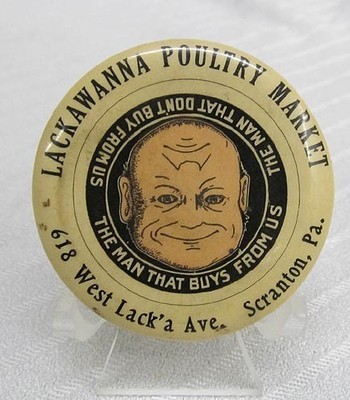 LACKAWANNA POULTRY MARKET
THE MAN THAT DON'T BUY FROM US
THE MAN THAT BUYS FROM US
618 West Lack'a Ave. Scranton, Pa.